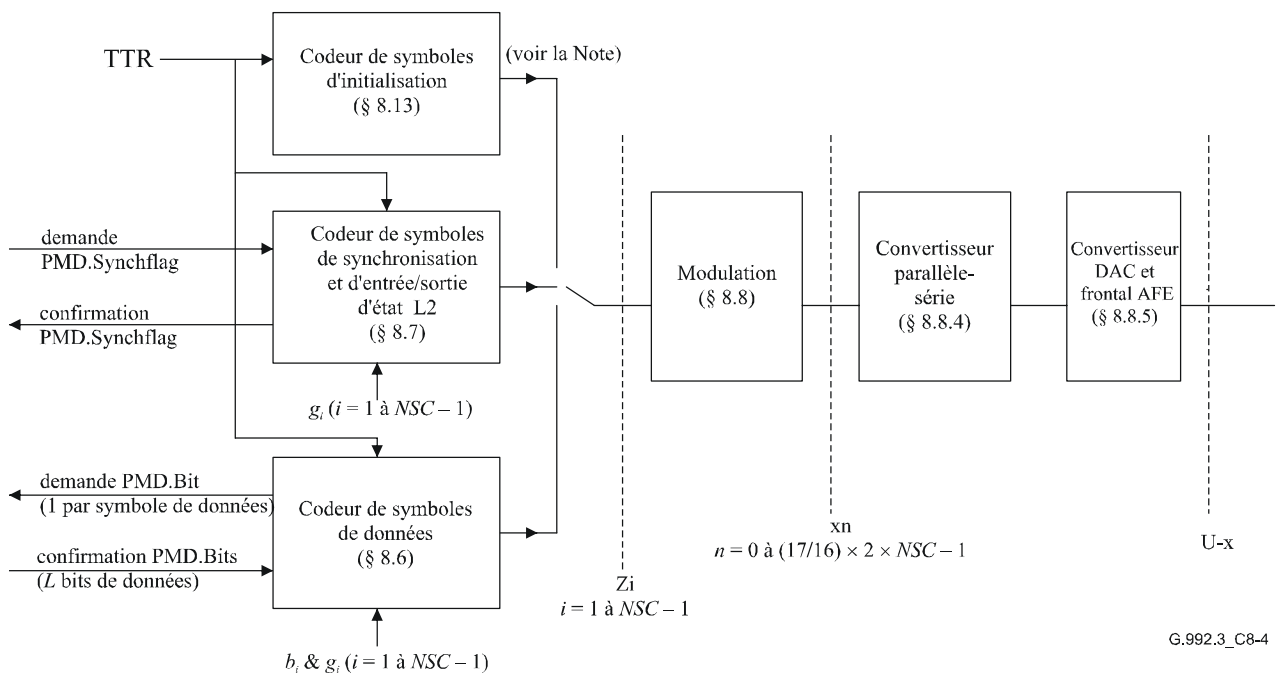 TTR
Codeur de symboles
d'initialisation
(§ 8.13)
(voir la Note)
demande
PMD.Synchflag
confirmation
PMD.Synchflag
Codeur de symboles
de synchronisation
et d'entrée/sortie
d'état L2
(§ 8.7)
gi (i = 1 à NSC – 1)
demande PMD.Bit
(1 par symbole de données)
confirmation PMD.Bits
(L bits de données)
Codeur de symboles
de données
(§ 8.6)
bi & gi (i = 1 à NSC – 1)
Zi
i = 1 à NSC – 1
Modulation
(§ 8.8)
xn
n = 0 à (17/16) × 2 × NSC – 1
Convertisseur
parallèle-
série
(§ 8.8.4)
Convertisseur
DAC et
frontal AFE
(§ 8.8.5)
U-x
G.992.3_C8-4